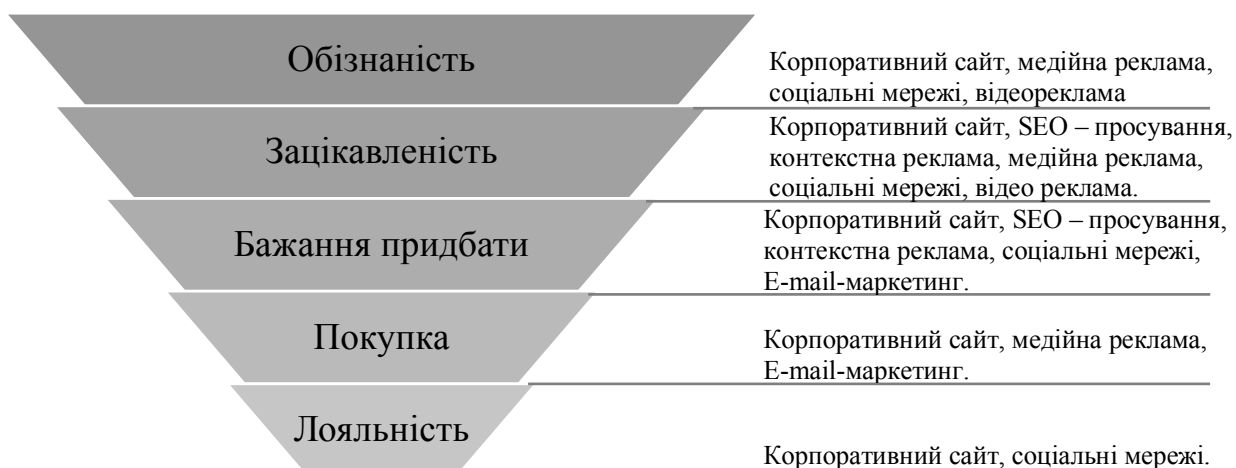 Обізнаність
Корпоративний сайт, медійна реклама,
соціальні мережі, відеореклама
Зацікавленість
Корпоративний сайт, SEO – просування,
контекстна реклама, медійна реклама,
соціальні мережі, відео реклама.
Бажання придбати
Корпоративний сайт, SEO – просування,
контекстна реклама, соціальні мережі,
E-mail-маркетинг.
Покупка
Корпоративний сайт, медійна реклама,
E-mail-маркетинг.
Лояльність
Корпоративний сайт, соціальні мережі.